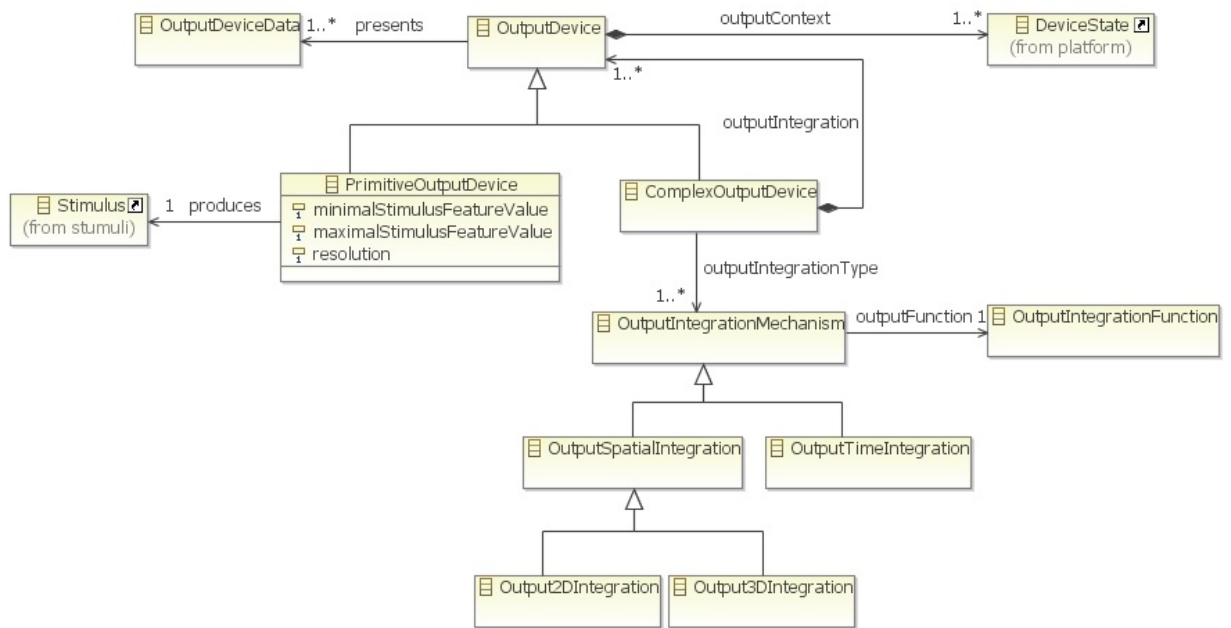 OutputDeviceData
1..* presents
OutputDevice
outputContext
1..*
DeviceState
(from platform)
1..*
outputIntegration
Stimulus
(from stumuli)
1 produces
PrimitiveOutputDevice
minimalStimulusFeatureValue
maximalStimulusFeatureValue
resolution
ComplexOutputDevice
outputIntegrationType
1..*
OutputIntegrationMechanism
outputFunction 1
OutputIntegrationFunction
OutputSpatialIntegration
OutputTimeIntegration
Output2DIntegration
Output3DIntegration